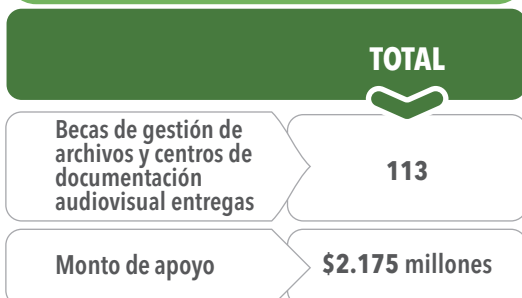 TOTAL
Becas de gestión de
archivos y centros de
documentación
audiovisual entregas
113
Monto de apoyo
$2.175 millones